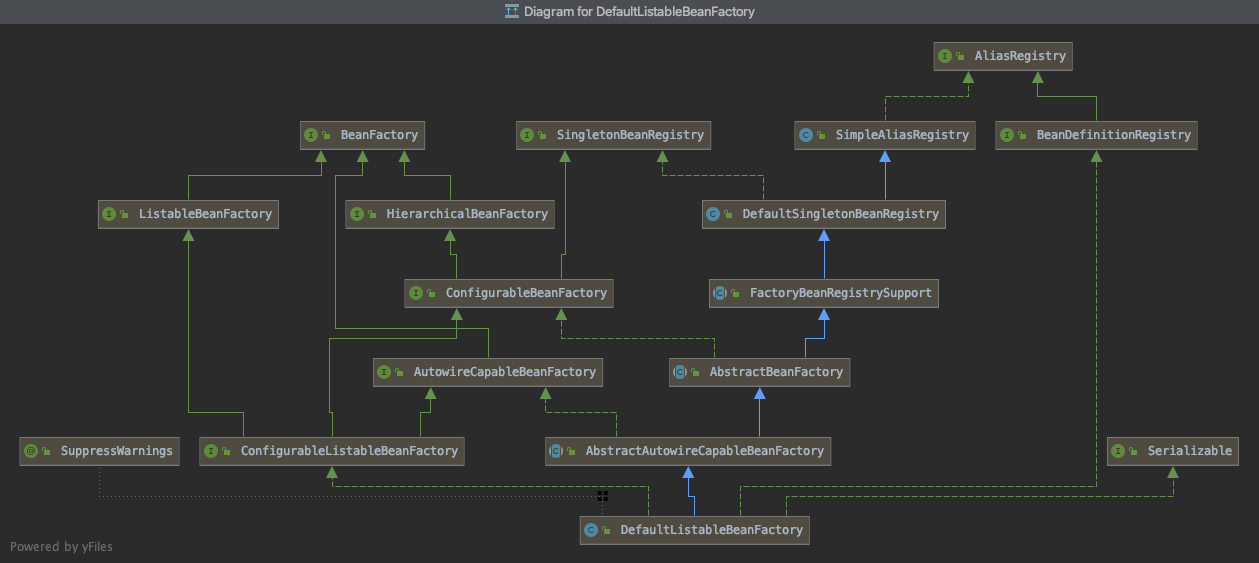 Diagram for DefaultListableBeanFactory
AliasRegistry
BeanFactory
SingletonBeanRegistry
SimpleAliasRegistry
BeanDefinitionRegistry
ListableBeanFactory
HierarchicalBeanFactory
DefaultSingletonBeanRegistry
ConfigurableBeanFactory
FactoryBeanRegistrySupport
AutowireCapableBeanFactory
AbstractBeanFactory
SuppressWarnings
ConfigurableListableBeanFactory
AbstractAutowireCapableBeanFactory
Serializable
DefaultListableBeanFactory
Powered by yFiles